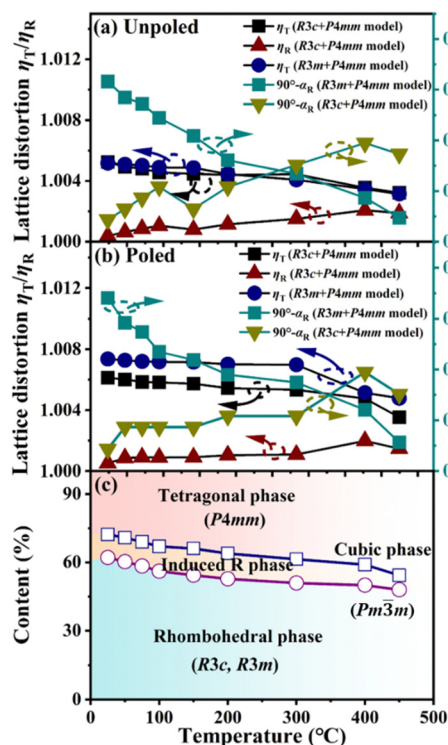 (a) Unpoled
ηT (R3c+P4mm model)
ηR (R3c+P4mm model)
ηT (R3m+P4mm model)
90°-αR (R3m+P4mm model)
90°-αR (R3c+P4mm model)
Lattice distortion ηT/ηR
1.012
1.008
1.004
1.000
(b) Poled
ηT (R3c+P4mm model)
ηR (R3c+P4mm model)
ηT (R3m+P4mm model)
90°-αR (R3m+P4mm model)
90°-αR (R3c+P4mm model)
Lattice distortion ηT/ηR
1.012
1.008
1.004
1.000
(c)
Tetragonal phase
(P4mm)
Induced R phase
Cubic phase
(Pm3̅m)
Rhombohedral phase
(R3c, R3m)
Content (%)
90
60
30
0
0 100 200 300 400 500
Temperature (°C)